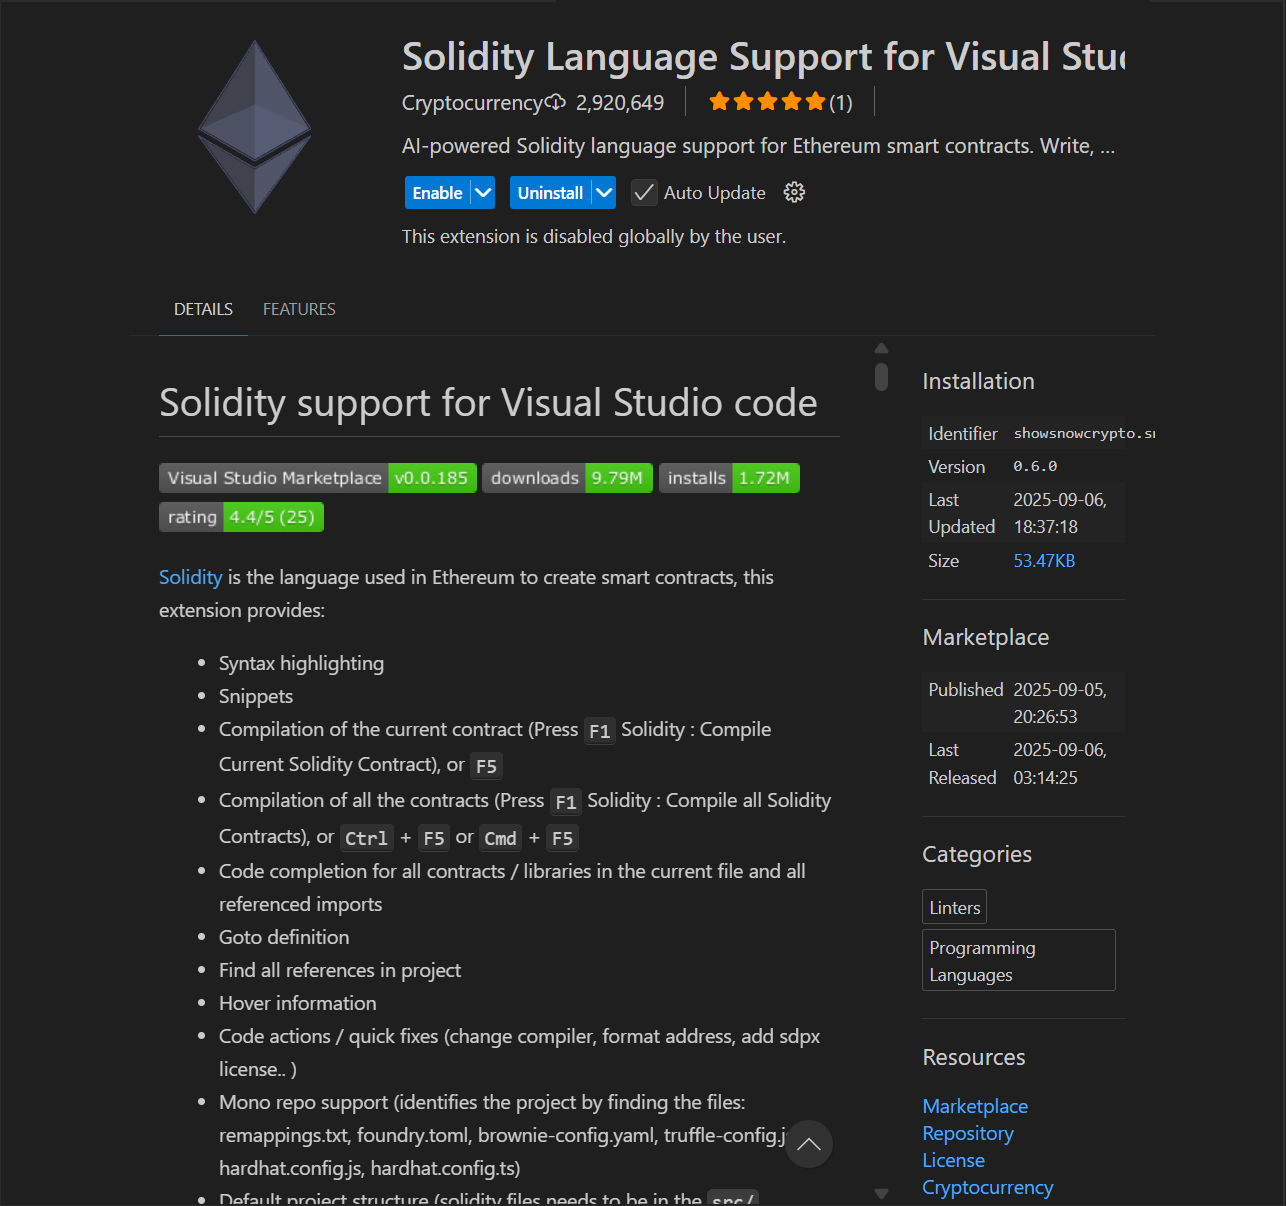 Solidity Language Support for Visual
Cryptocurrency 2,920,649 (1)
AI-powered Solidity language support for Ethereum smart contracts. Write, ...
Enable Uninstall Auto Update
This extension is disabled globally by the user.
DETAILS FEATURES
Solidity support for Visual Studio code
Visual Studio Marketplace v0.0.185 downloads 9.79M installs 1.72M
rating 4.4/5 (25)
Solidity is the language used in Ethereum to create smart contracts, this
extension provides:
• Syntax highlighting
• Snippets
• Compilation of the current contract (Press F1 Solidity : Compile
Current Solidity Contract), or F5
• Compilation of all the contracts (Press F1 Solidity : Compile all Solidity
Contracts), or Ctrl + F5 or Cmd + F5
• Code completion for all contracts / libraries in the current file and all
referenced imports
• Goto definition
• Find all references in project
• Hover information
• Code actions / quick fixes (change compiler, format address, add sdpx
license.. )
• Mono repo support (identifies the project by finding the files:
remappings.txt, foundry.toml, brownie-config.yaml, truffle-config.j
hardhat.config.js, hardhat.config.ts)
• Default project structure (solidity files needs to be in the src/
Installation
Identifier showsnowcrypto.
Version 0.6.0
Last 2025-09-06,
Updated 18:37:18
Size 53.47KB
Marketplace
Published 2025-09-05,
20:26:53
Last 2025-09-06,
Released 03:14:25
Categories
Linters
Programming
Languages
Resources
Marketplace
Repository
License
Cryptocurrency